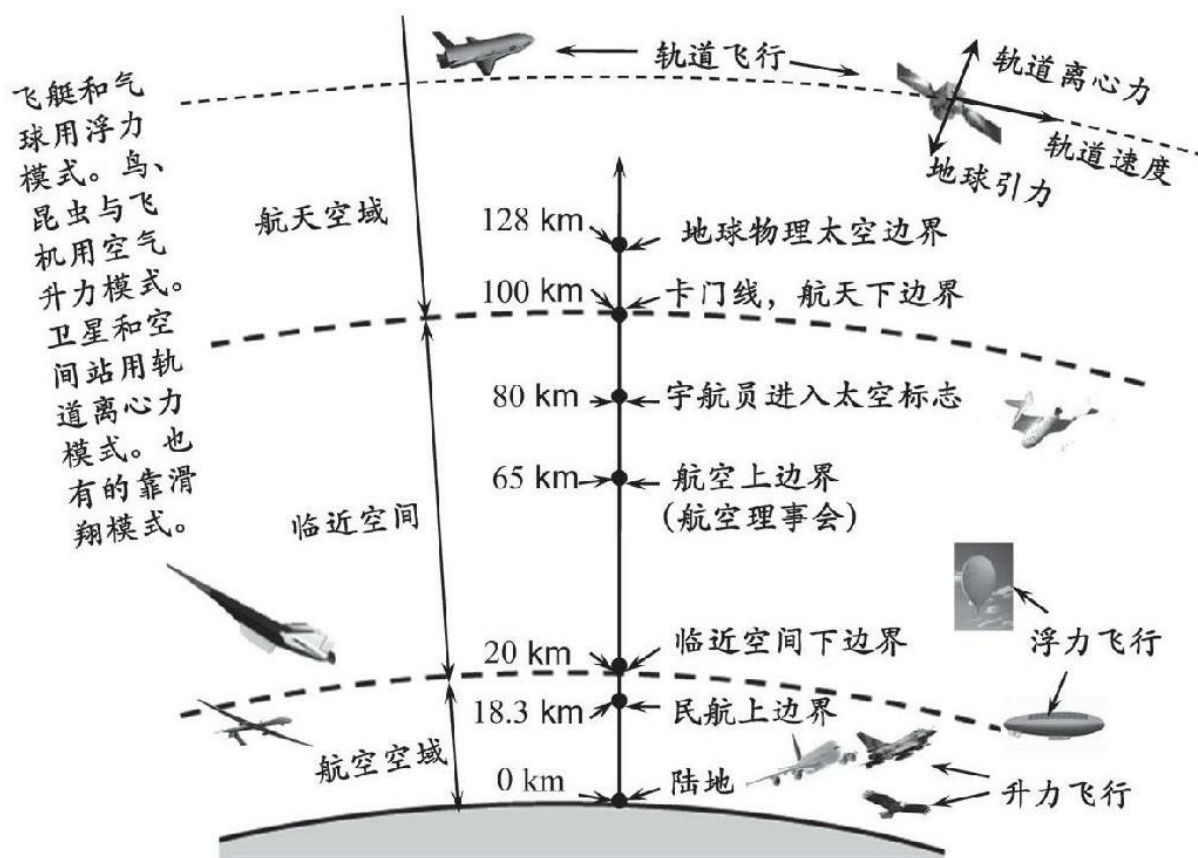 轨道飞行
轨道离心力
轨道速度
地球引力
飞艇和气
球用浮力
模式。鸟、
昆虫与飞
机用空气
升力模式。
卫星和空
间站用轨
道离心力
模式。也
有的靠滑
翔模式。
航天空域
128 km
地球物理太空边界
100 km
卡门线，航天下边界
80 km
宇航员进入太空标志
65 km
航空上边界
(航空理事会)
临近空间
20 km
临近空间下边界
浮力飞行
18.3 km
民航上边界
航空空域
0 km
陆地
升力飞行